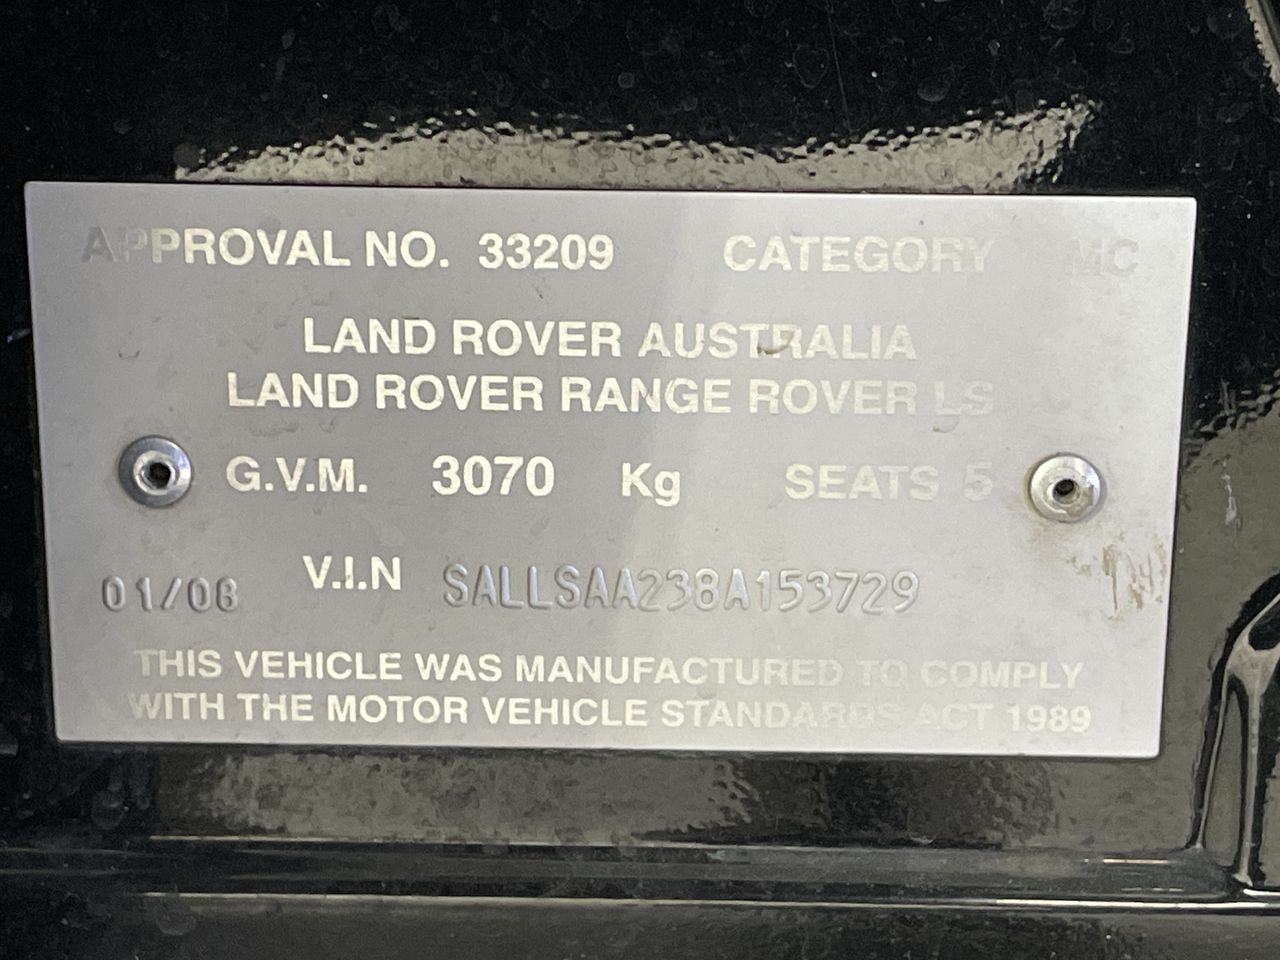 APPROVAL NO. 33209 CATEGORY MC
LAND ROVER AUSTRALIA
LAND ROVER RANGE ROVER LS
G.V.M. 3070 Kg SEATS 5
01/08 V.I.N SALLSAA238A153729
THIS VEHICLE WAS MANUFACTURED TO COMPLY
WITH THE MOTOR VEHICLE STANDARDS ACT 1989